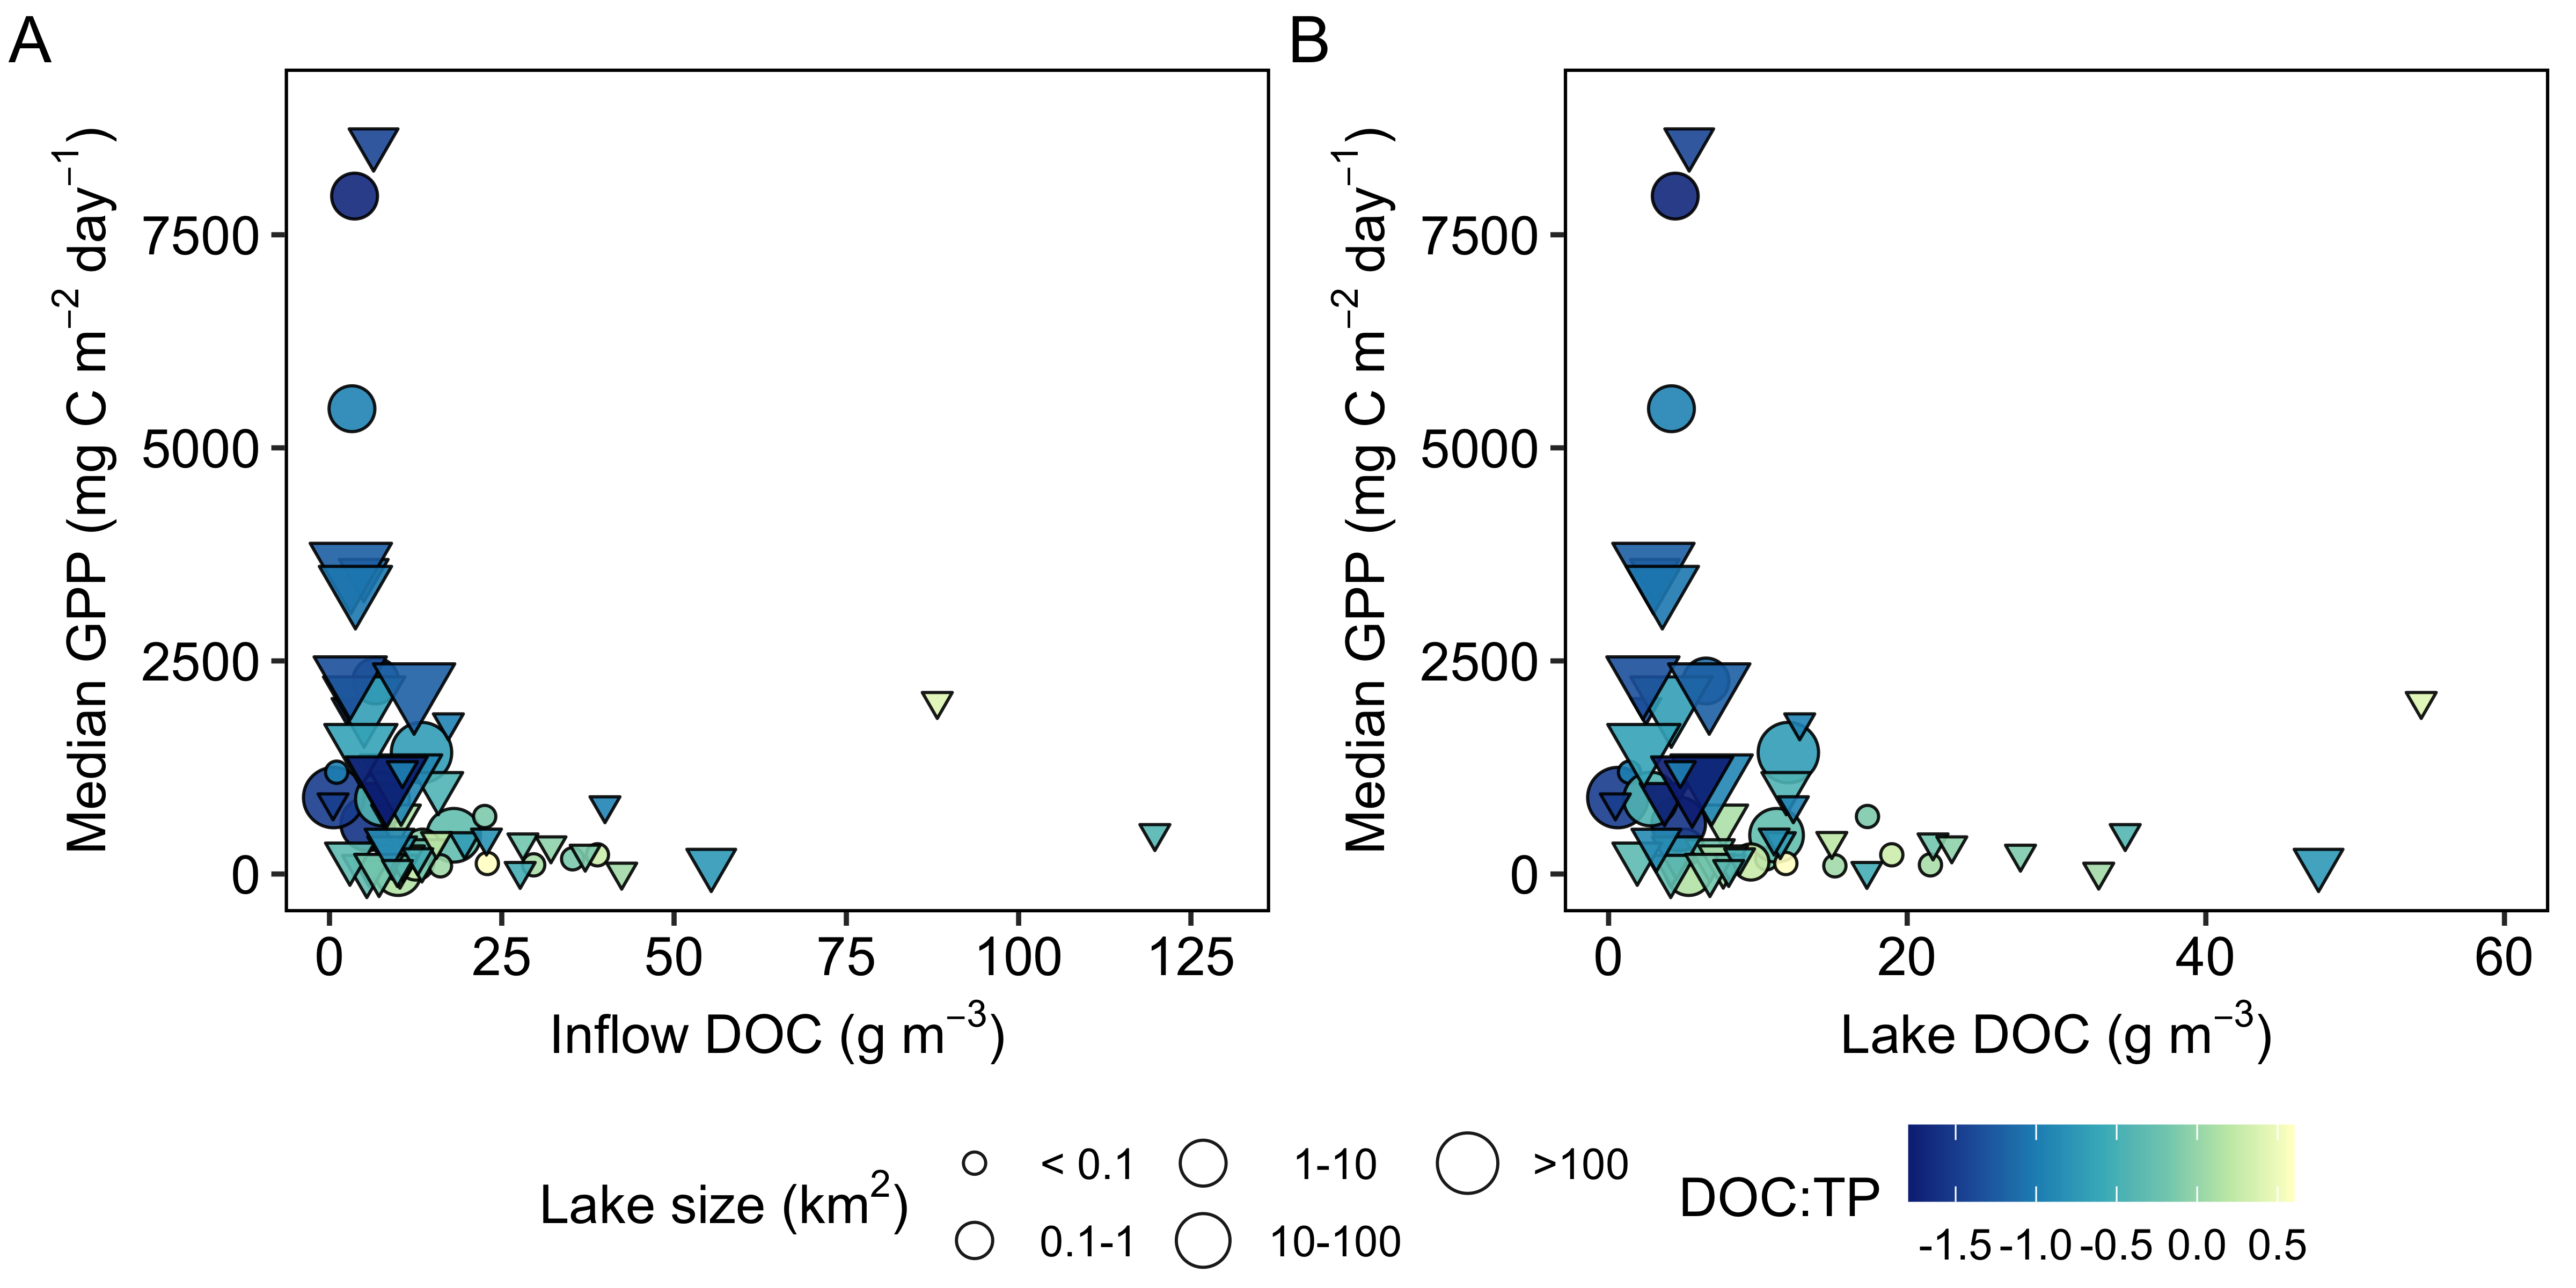 A
B
Median GPP (mg C m⁻² day⁻¹)
7500
5000
2500
0
0 25 50 75 100 125
Inflow DOC (g m⁻³)
Median GPP (mg C m⁻² day⁻¹)
7500
5000
2500
0
0 20 40 60
Lake DOC (g m⁻³)
Lake size (km²)
< 0.1 1-10 >100
0.1-1 10-100
DOC:TP
-1.5 -1.0 -0.5 0.0 0.5